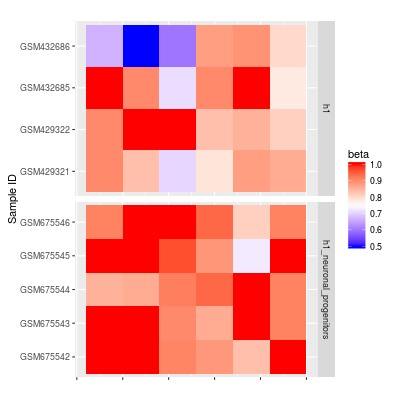 GSM432686
GSM432685
GSM429322
GSM429321
h1
GSM675546
GSM675545
GSM675544
GSM675543
GSM675542
h1_neuronal_progenitors
Sample ID
beta
1.0
0.9
0.8
0.7
0.6
0.5